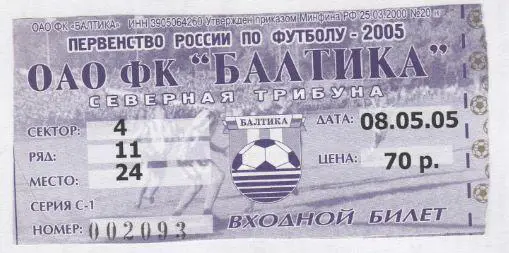 ОАО ФК «БАЛТИКА» ИНН 3905064260 Утвержден приказом Минфина РФ 25.03.2000 №20 н
ПЕРВЕНСТВО РОССИИ ПО ФУТБОЛУ - 2005
ОАО ФК "БАЛТИКА"
СЕВЕРНАЯ ТРИБУНА
СЕКТОР: 4
РЯД: 11
МЕСТО: 24
СЕРИЯ С-1
НОМЕР: 002093
БАЛТИКА
ДАТА: 08.05.05
ЦЕНА: 70 р.
ВХОДНОЙ БИЛЕТ